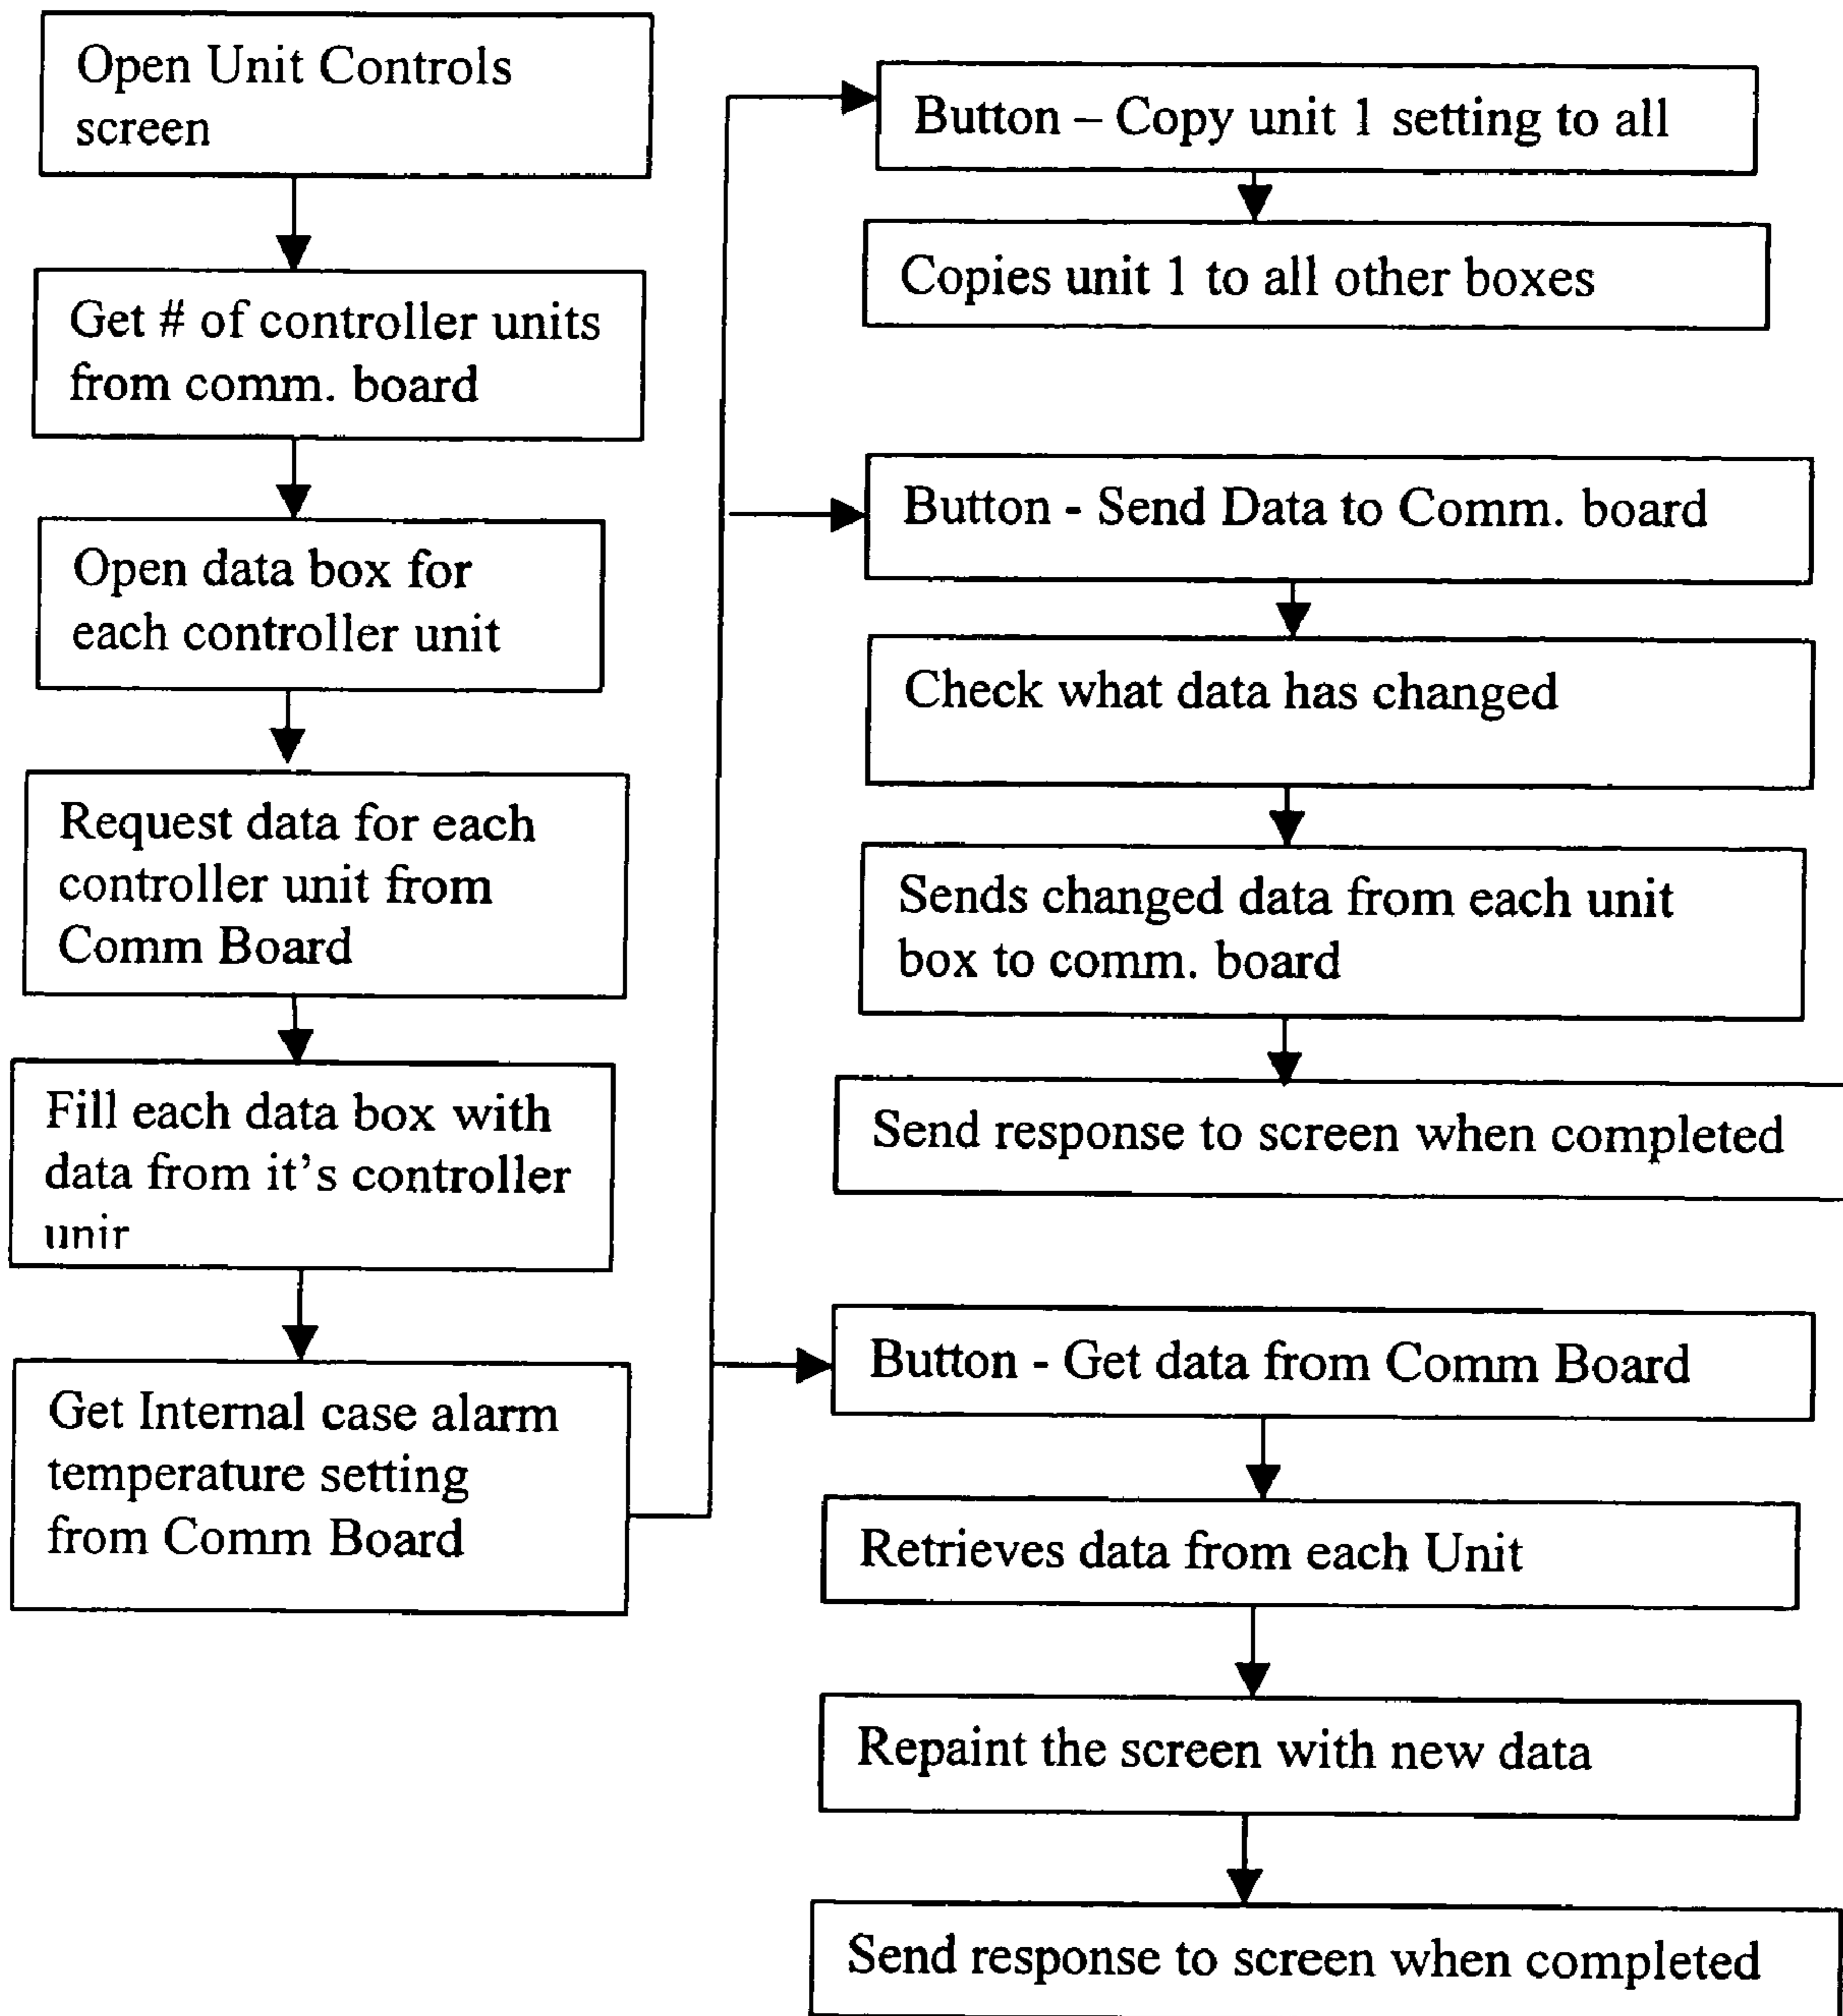 Open Unit Controls
screen
Get # of controller units
from comm. board
Open data box for
each controller unit
Request data for each
controller unit from
Comm Board
Fill each data box with
data from it's controller
unir
Get Internal case alarm
temperature setting
from Comm Board
Button – Copy unit 1 setting to all
Copies unit 1 to all other boxes
Button - Send Data to Comm. board
Check what data has changed
Sends changed data from each unit
box to comm. board
Send response to screen when completed
Button - Get data from Comm Board
Retrieves data from each Unit
Repaint the screen with new data
Send response to screen when completed